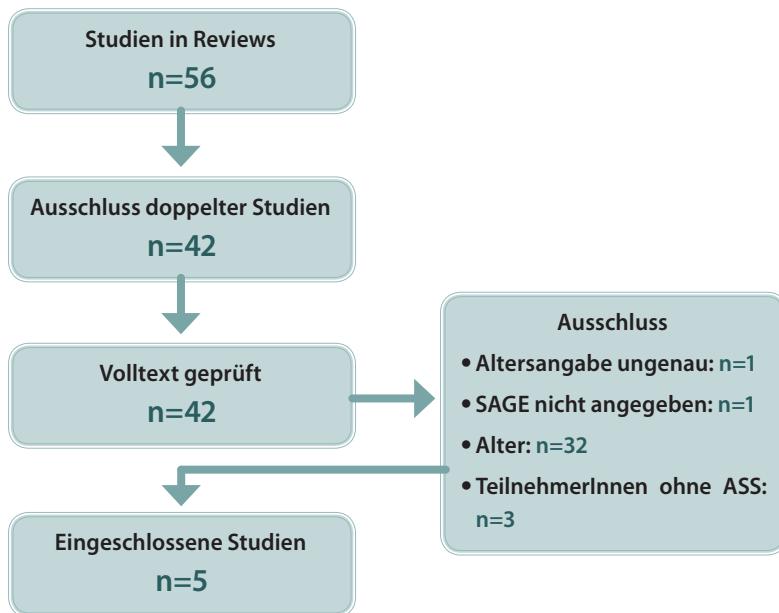 Studien in Reviews
n=56
Ausschluss doppelter Studien
n=42
Volltext geprüft
n=42
Ausschluss
• Altersangabe ungenau: n=1
• SAGE nicht angegeben: n=1
• Alter: n=32
• TeilnehmerInnen ohne ASS:
n=3
Eingeschlossene Studien
n=5